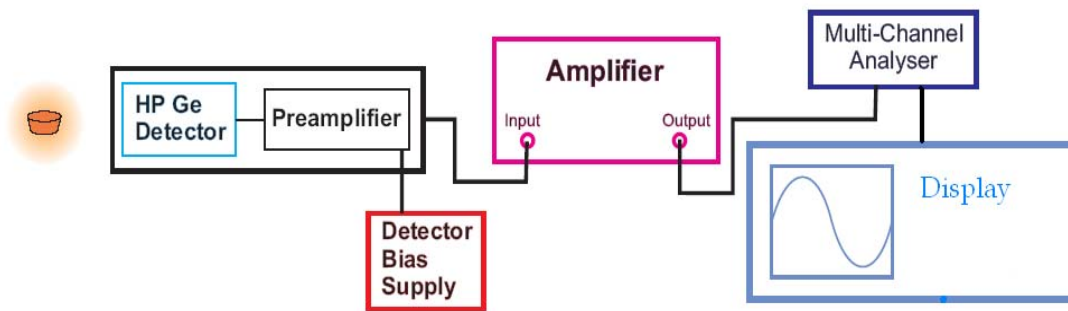 HP Ge
Detector
Preamplifier
Detector
Bias
Supply
Amplifier
Input
Output
Multi-Channel
Analyser
Display